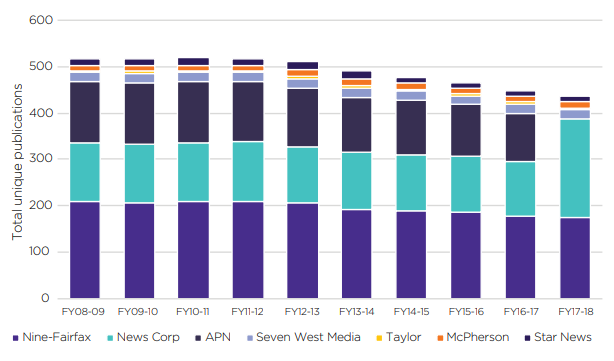 Total unique publications
600
500
400
300
200
100
0
FY08-09 FY09-10 FY10-11 FY11-12 FY12-13 FY13-14 FY14-15 FY15-16 FY16-17 FY17-18
Nine-Fairfax News Corp APN Seven West Media Taylor McPherson Star News